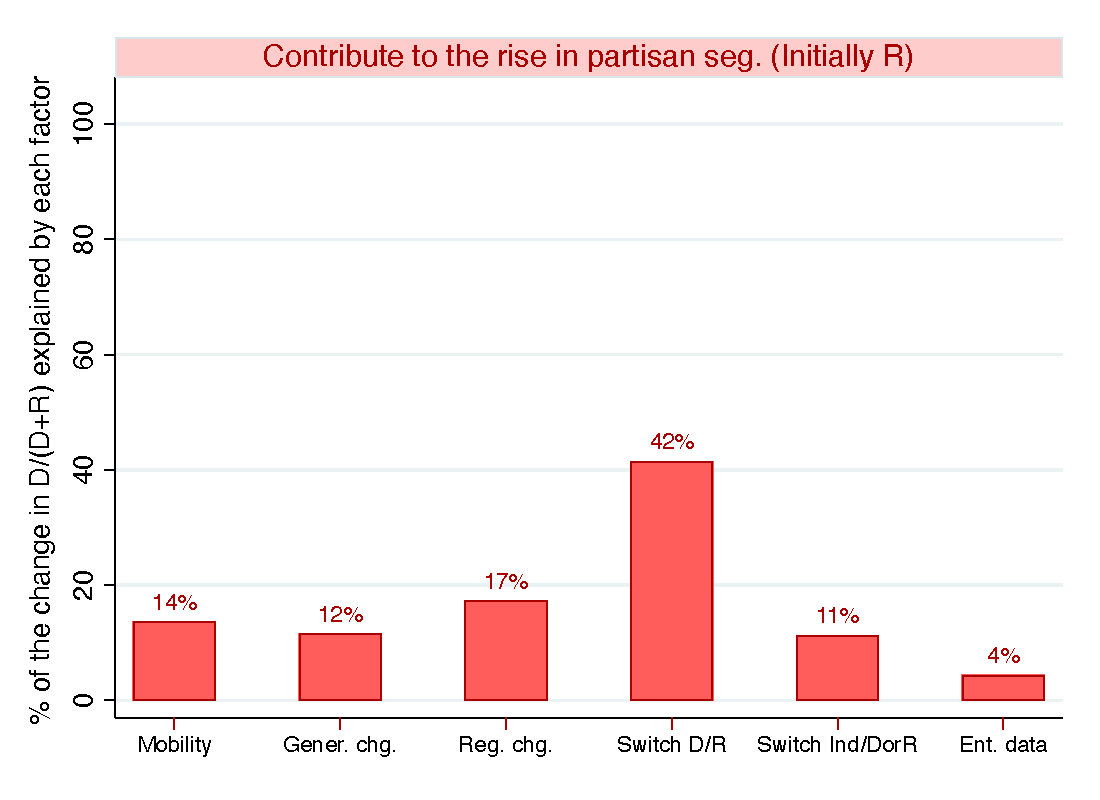 Contribute to the rise in partisan seg. (Initially R)
% of the change in D/(D+R) explained by each factor
100
80
60
40
20
0
14%
12%
17%
42%
11%
4%
Mobility
Gener. chg.
Reg. chg.
Switch D/R
Switch Ind/DorR
Ent. data